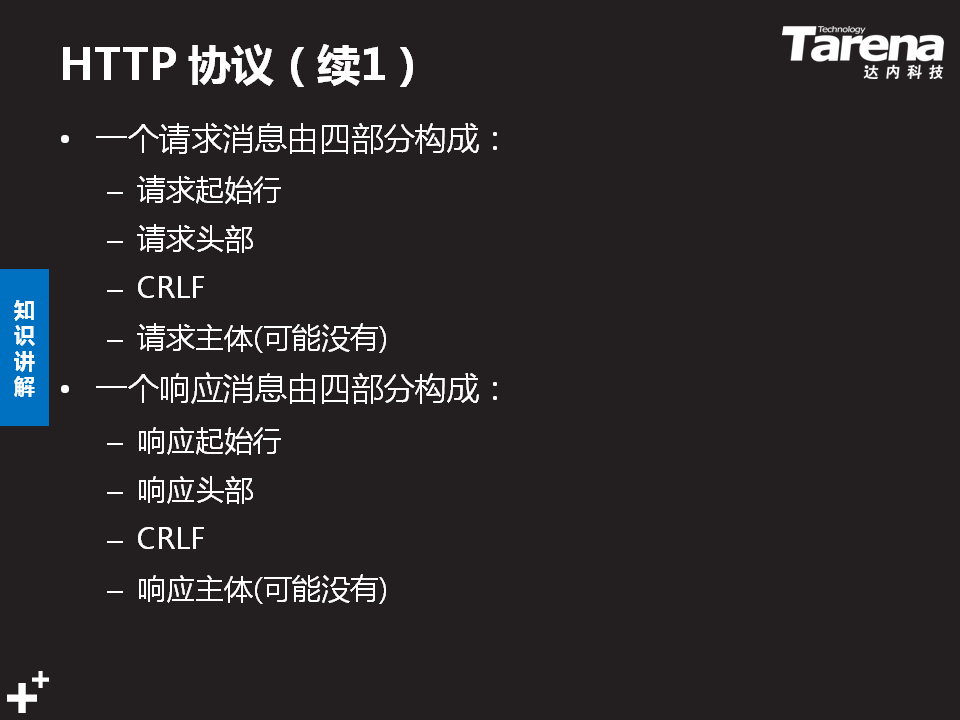 HTTP 协议（续1）
Technology
Tarena
达内科技
• 一个请求消息由四部分构成：
– 请求起始行
– 请求头部
– CRLF
– 请求主体(可能没有)
• 一个响应消息由四部分构成：
– 响应起始行
– 响应头部
– CRLF
– 响应主体(可能没有)
知识讲解